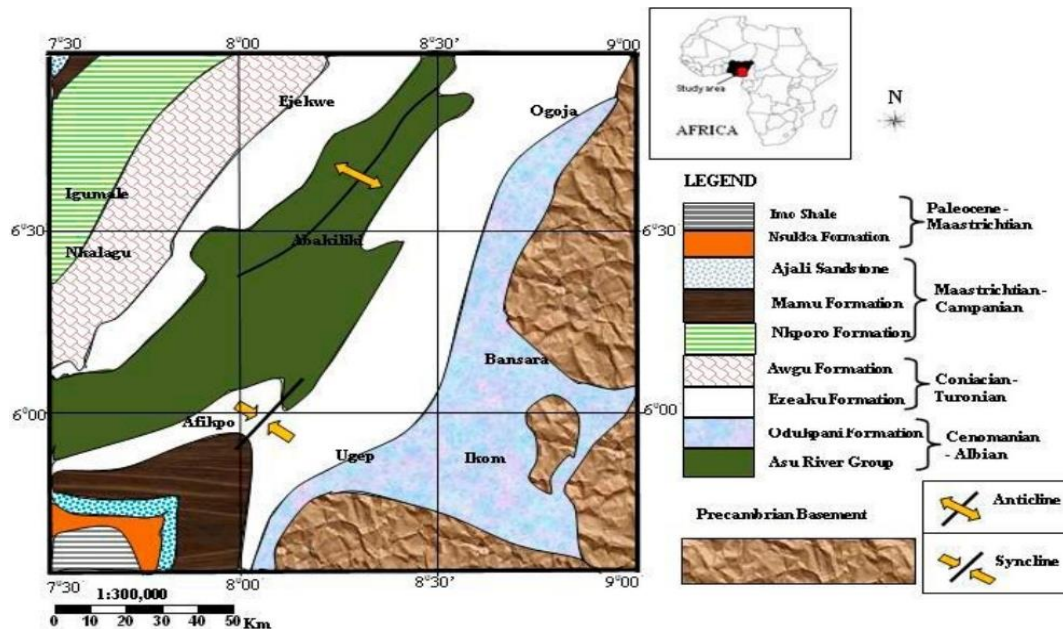 7°30'
8°00
8°30'
9°00
Ejekwe
Ogoja
Igumale
Abakiliki
Nkalagu
Bansara
Afikpo
Ugep
Ikom
6°30
6°00
6°30
6°00
7°30
8°00
8°30'
9°00
1:300,000
00 10 20 30 40 50 Km
Study area
AFRICA
N
LEGEND
Imo Shale
Nsukka Formation
Paleocene-
Maastrichtian
Ajali Sandstone
Mamu Formation
Nkporo Formation
Maastrichtian-
Campanian
Awgu Formation
Ezeaku Formation
Coniacian-
Turonian
Odukpani Formation
Asu River Group
Cenomanian
- Albian
Precambrian Basement
Anticline
Syncline